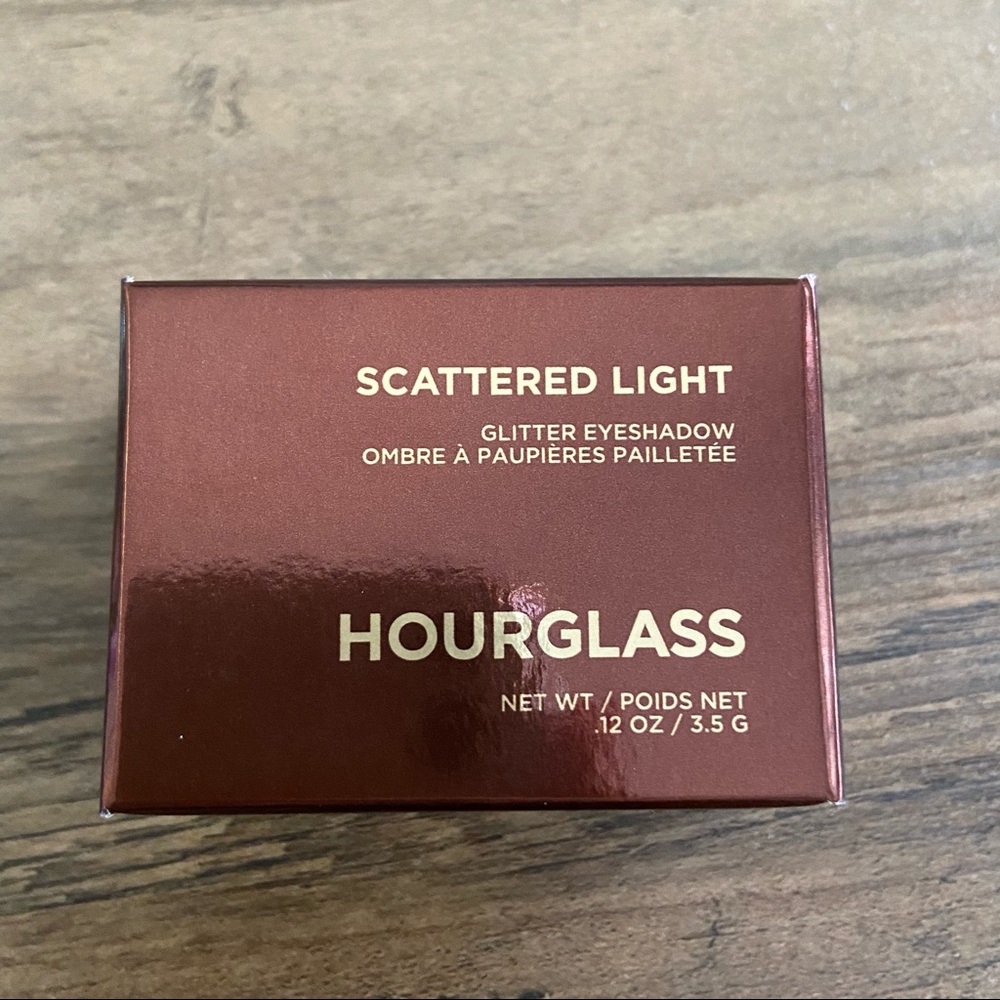 SCATTERED LIGHT
GLITTER EYESHADOW
OMBRE À PAUPIÈRES PAILLETÉE
HOURGLASS
NET WT / POIDS NET
.12 OZ / 3.5 G